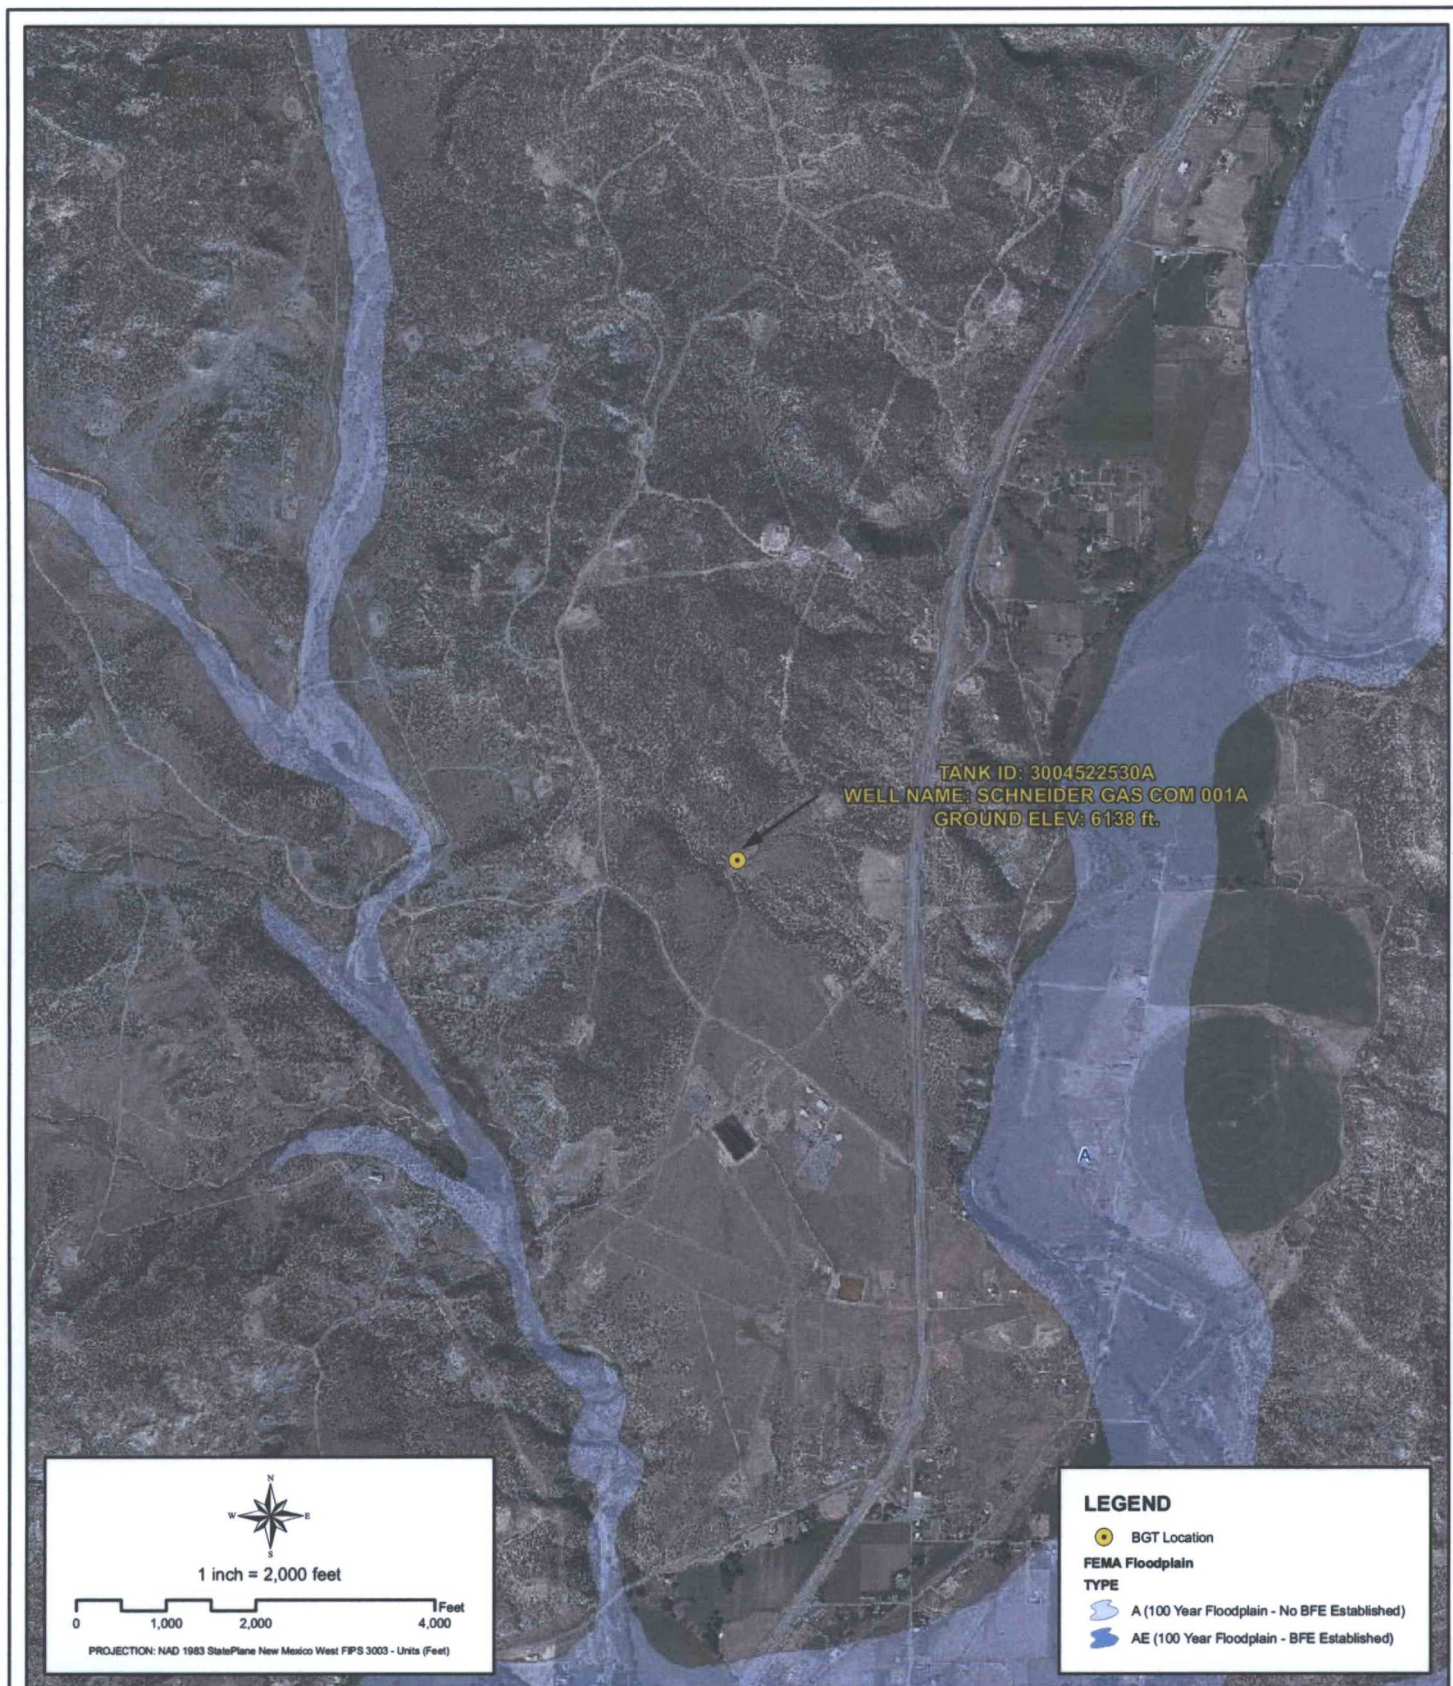 TANK ID: 3004522530A
WELL NAME: SCHNEIDER GAS COM 001A
GROUND ELEV: 6138 ft.
A
N
W E
S
1 inch = 2,000 feet
Feet
0 1,000 2,000 4,000
PROJECTION: NAD 1983 StatePlane New Mexico West FIPS 3003 - Units (Feet)
LEGEND
BGT Location
FEMA Floodplain
TYPE
A (100 Year Floodplain - No BFE Established)
AE (100 Year Floodplain - BFE Established)